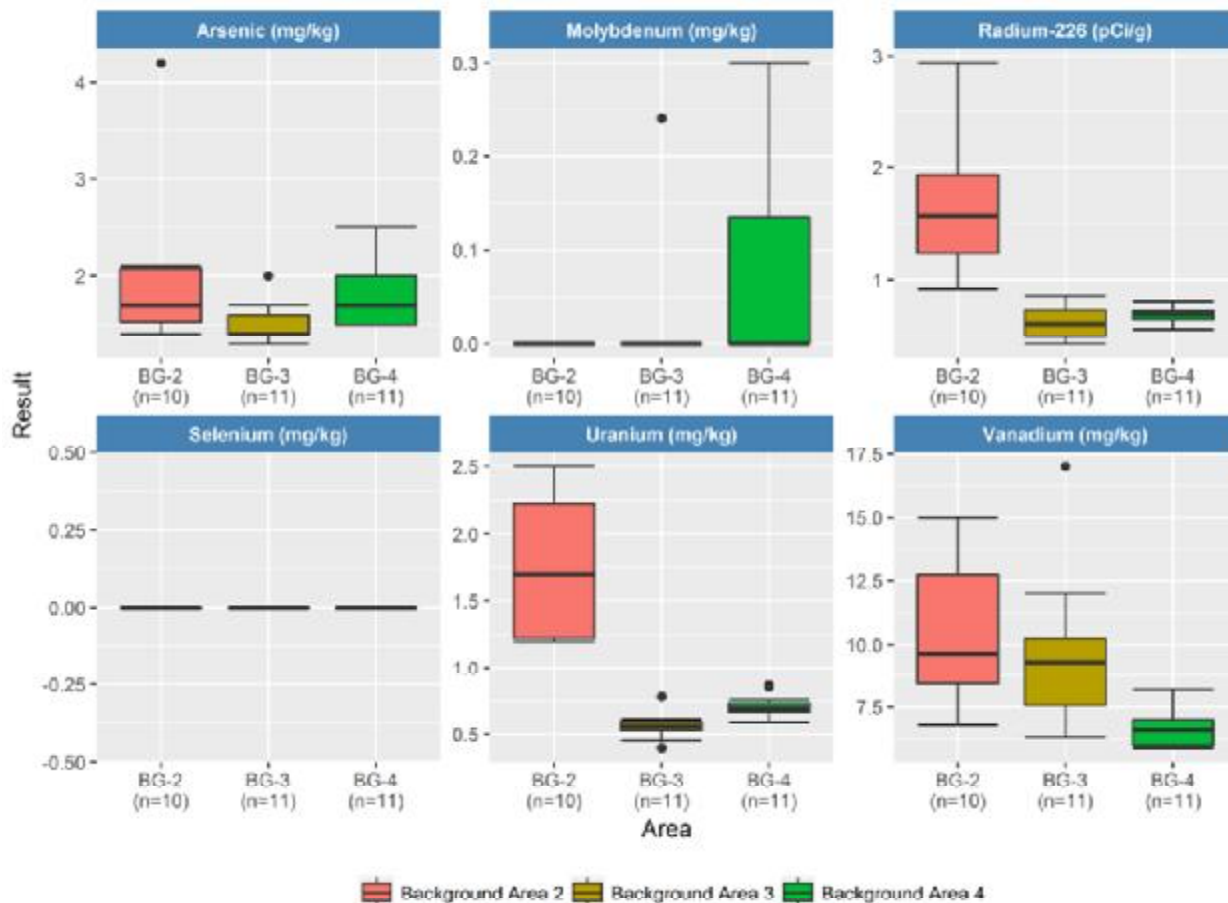 Arsenic (mg/kg) Molybdenum (mg/kg) Radium-226 (pCi/g)
4
3
2
0.3
0.2
0.1
0.0
3
2
1
BG-2 BG-3 BG-4 BG-2 BG-3 BG-4 BG-2 BG-3 BG-4
(n=10) (n=11) (n=11) (n=10) (n=11) (n=11) (n=10) (n=11) (n=11)
Result
Selenium (mg/kg) Uranium (mg/kg) Vanadium (mg/kg)
0.50
0.25
0.00
-0.25
-0.50
2.5
2.0
1.5
1.0
0.5
17.5
15.0
12.5
10.0
7.5
BG-2 BG-3 BG-4 BG-2 BG-3 BG-4 BG-2 BG-3 BG-4
(n=10) (n=11) (n=11) (n=10) (n=11) (n=11) (n=10) (n=11) (n=11)
Area
Background Area 2 Background Area 3 Background Area 4